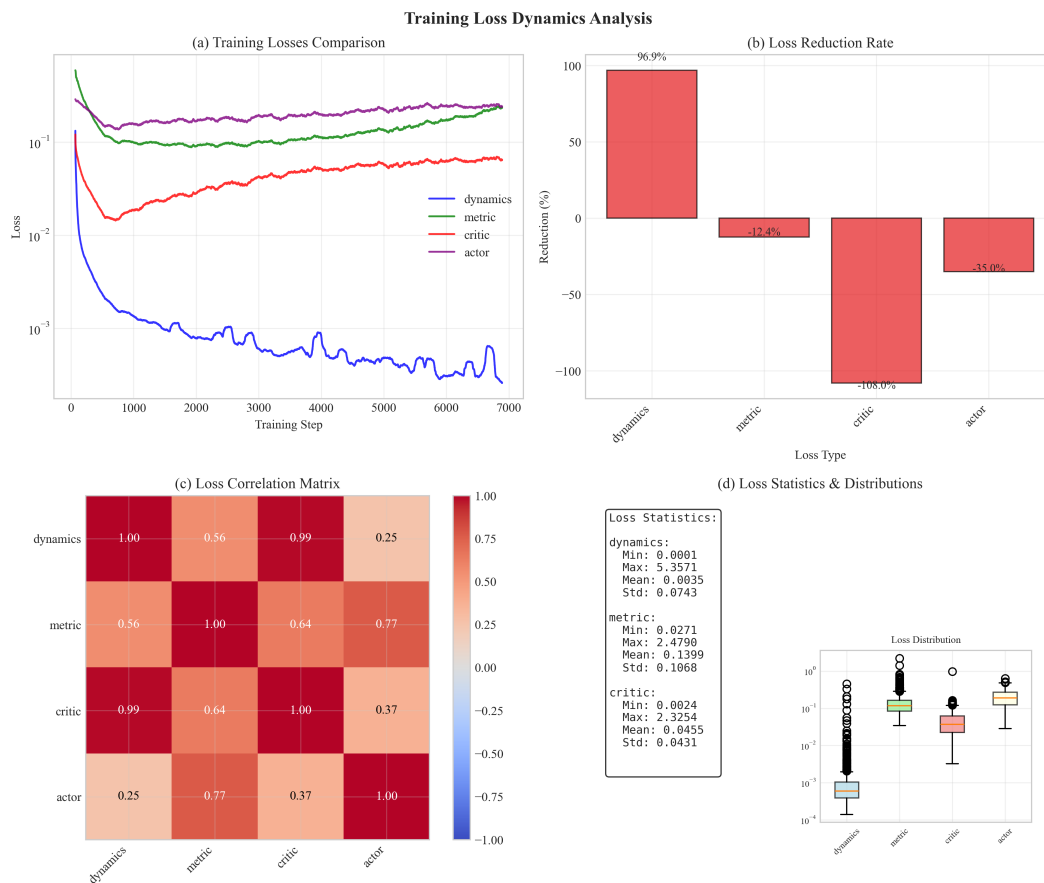 Training Loss Dynamics Analysis
(a) Training Losses Comparison
Loss
10⁻¹
10⁻²
10⁻³
0 1000 2000 3000 4000 5000 6000 7000
Training Step
dynamics
metric
critic
actor
(b) Loss Reduction Rate
Reduction (%)
100
50
0
−50
−100
96.9%
-12.4%
-108.0%
-35.0%
dynamics metric critic actor
Loss Type
(c) Loss Correlation Matrix
dynamics 1.00 0.56 0.99 0.25
metric 0.56 1.00 0.64 0.77
critic 0.99 0.64 1.00 0.37
actor 0.25 0.77 0.37 1.00
dynamics metric critic actor
1.00
0.75
0.50
0.25
0.00
−0.25
−0.50
−0.75
−1.00
(d) Loss Statistics & Distributions
Loss Statistics:
dynamics:
Min: 0.0001
Max: 5.3571
Mean: 0.0035
Std: 0.0743
metric:
Min: 0.0271
Max: 2.4790
Mean: 0.1399
Std: 0.1068
critic:
Min: 0.0024
Max: 2.3254
Mean: 0.0455
Std: 0.0431
Loss Distribution
10⁰
10⁻¹
10⁻²
10⁻³
10⁻⁴
dynamics metric critic actor